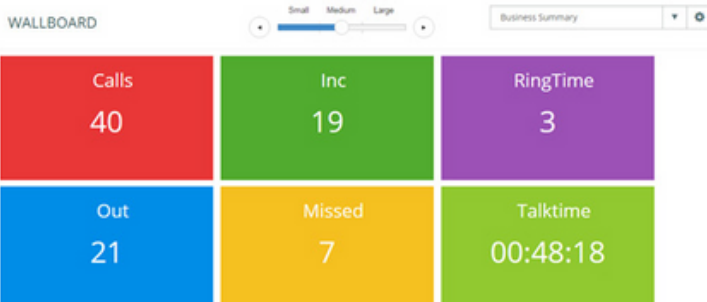 WALLBOARD
Small Medium Large
Business Summary
Calls
40
Inc
19
RingTime
3
Out
21
Missed
7
Talktime
00:48:18